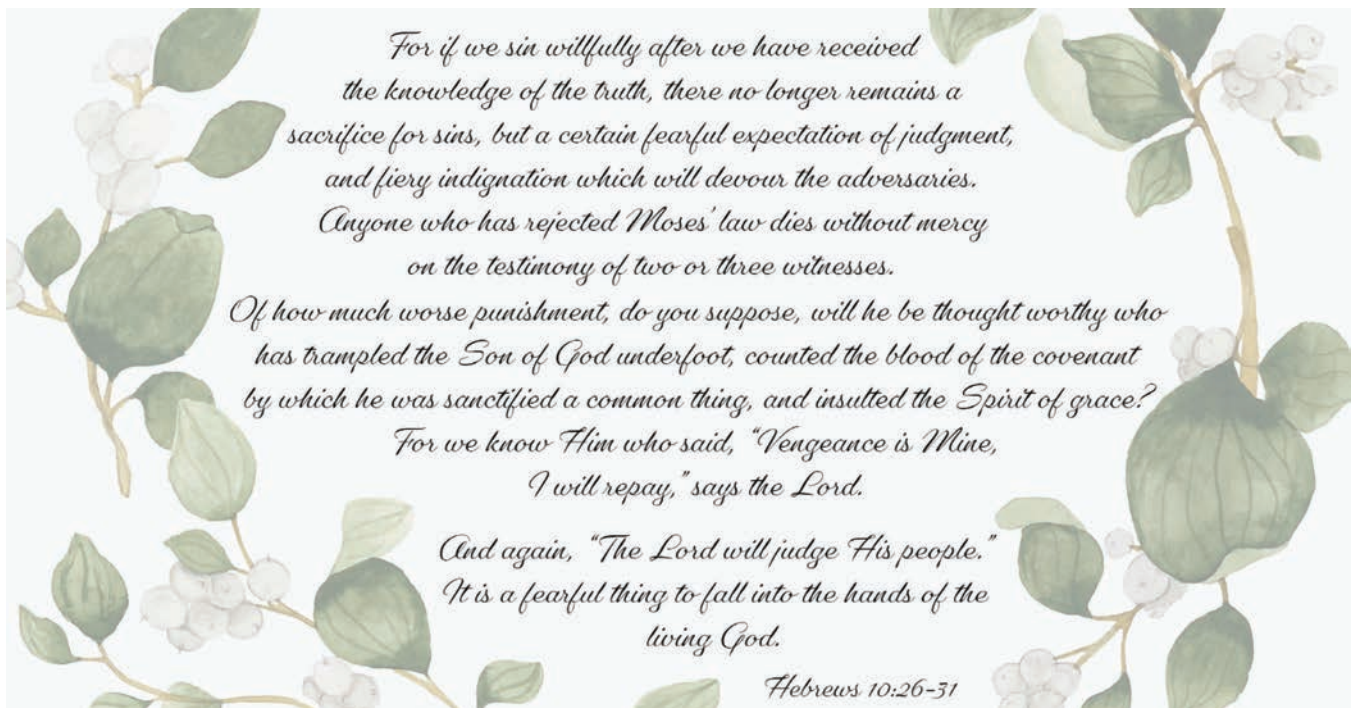 For if we sin willfully after we have received
the knowledge of the truth, there no longer remains a
sacrifice for sins, but a certain fearful expectation of judgment,
and fiery indignation which will devour the adversaries.
Anyone who has rejected Moses’ law dies without mercy
on the testimony of two or three witnesses.
Of how much worse punishment, do you suppose, will he be thought worthy who
has trampled the Son of God underfoot, counted the blood of the covenant
by which he was sanctified a common thing, and insulted the Spirit of grace?
For we know Him who said, “Vengeance is Mine,
I will repay,” says the Lord.
And again, “The Lord will judge His people.”
It is a fearful thing to fall into the hands of the
living God.
Hebrews 10:26-31